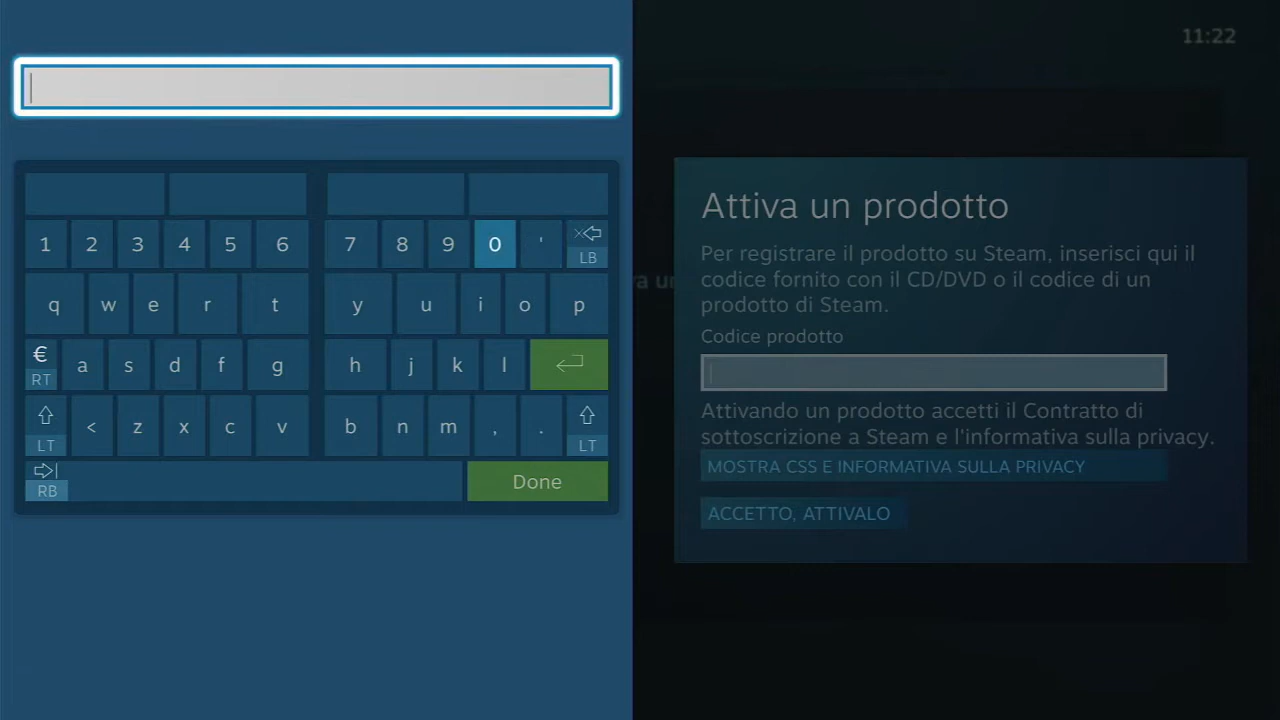 1 2 3 4 5 6 7 8 9 0 '
LB
q w e r t y u i o p
€
RT
a s d f g h j k l
LT
< z x c v b n m , .
LT
RB
Done
11:22
Attiva un prodotto
Per registrare il prodotto su Steam, inserisci qui il
codice fornito con il CD/DVD o il codice di un
prodotto di Steam.
Codice prodotto
Attivando un prodotto accetti il Contratto di
sottoscrizione a Steam e l'informativa sulla privacy.
MOSTRA CSS E INFORMATIVA SULLA PRIVACY
ACCETTO, ATTIVALO